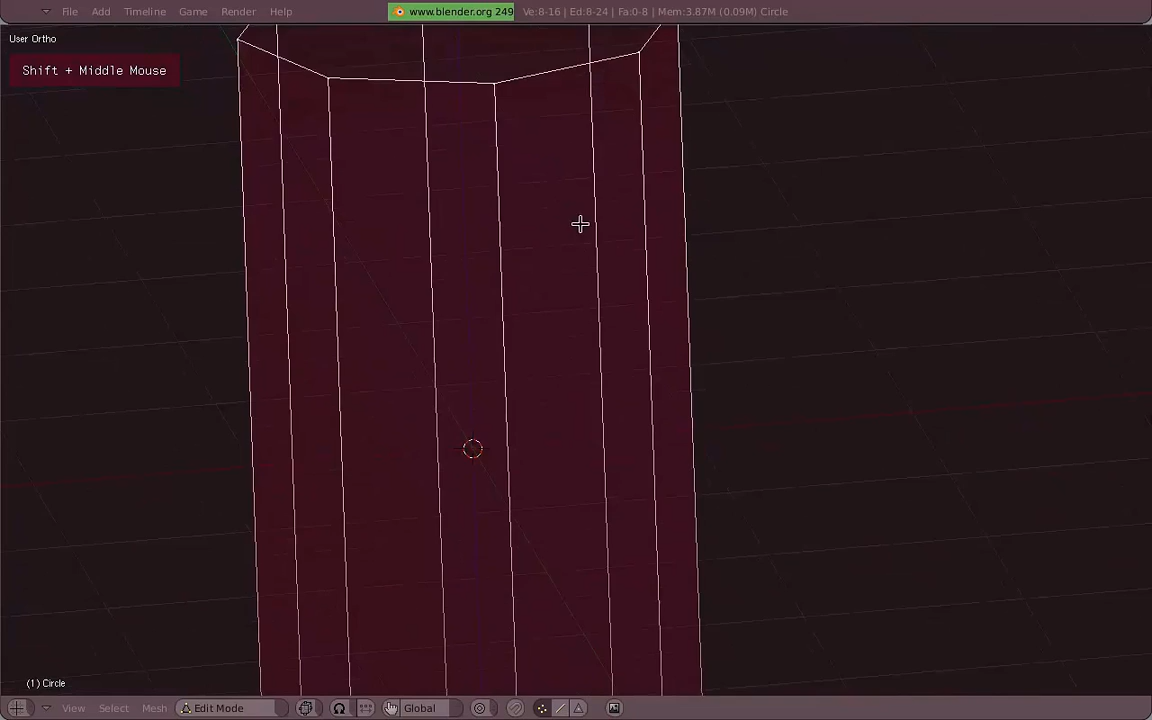 File Add Timeline Game Render Help www.blender.org 249 Ve:8-16 | Ed:8-24 | Fa:0-8 | Mem:3.87M (0.09M) Circle
User Ortho
Shift + Middle Mouse
(1) Circle
View Select Mesh Edit Mode Global